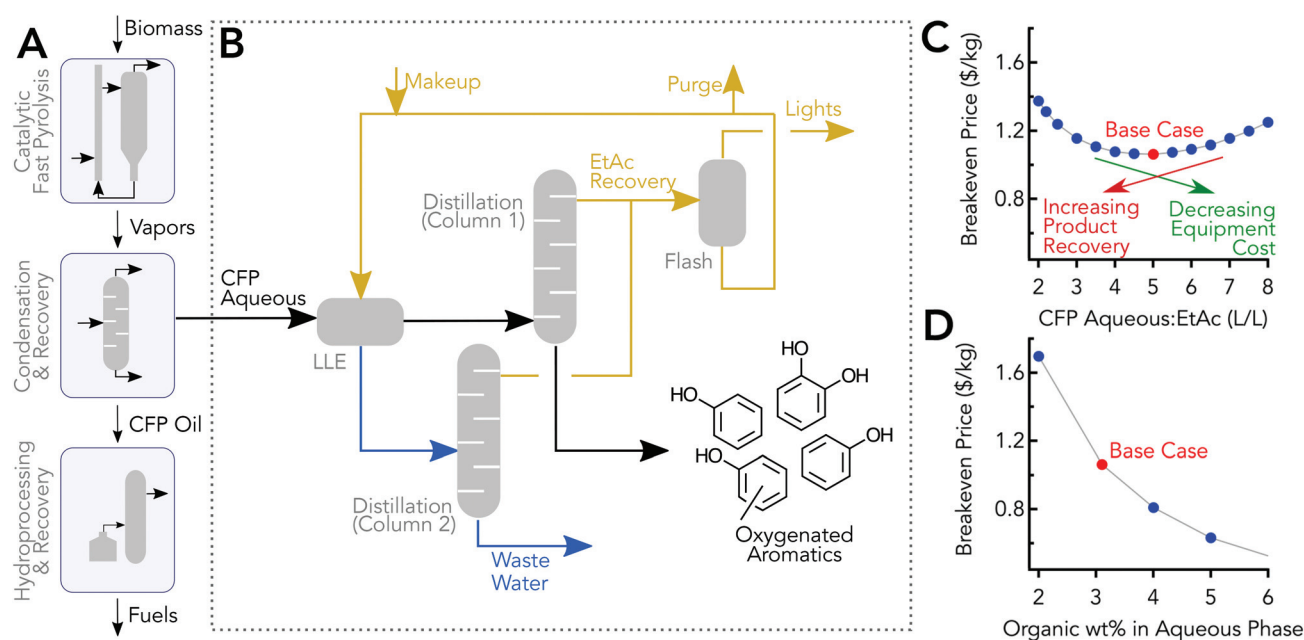 A
Biomass
Catalytic
Fast Pyrolysis
Vapors
Condensation
& Recovery
CFP Oil
Hydroprocessing
& Recovery
Fuels
B
CFP
Aqueous
Makeup
Purge
Lights
EtAc
Recovery
Distillation
(Column 1)
Flash
LLE
Distillation
(Column 2)
Waste
Water
HO
HO
OH
OH
HO
Oxygenated
Aromatics
C
Breakeven Price ($/kg)
1.6
1.2
0.8
Base Case
Increasing
Product
Recovery
Decreasing
Equipment
Cost
2 3 4 5 6 7 8
CFP Aqueous:EtAc (L/L)
D
Breakeven Price ($/kg)
1.6
1.2
0.8
Base Case
2 3 4 5 6
Organic wt% in Aqueous Phase